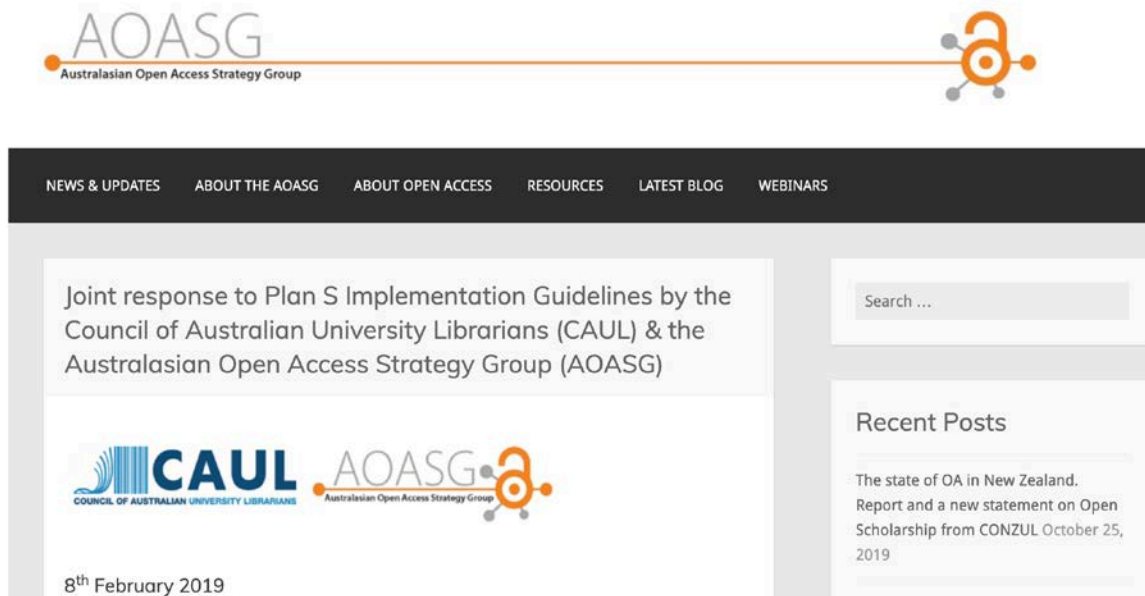 AOASG
Australasian Open Access Strategy Group
NEWS & UPDATES ABOUT THE AOASG ABOUT OPEN ACCESS RESOURCES LATEST BLOG WEBINARS
Joint response to Plan S Implementation Guidelines by the
Council of Australian University Librarians (CAUL) & the
Australasian Open Access Strategy Group (AOASG)
CAUL
COUNCIL OF AUSTRALIAN UNIVERSITY LIBRARIANS
AOASG
Australasian Open Access Strategy Group
8th February 2019
Search ...
Recent Posts
The state of OA in New Zealand.
Report and a new statement on Open
Scholarship from CONZUL October 25,
2019